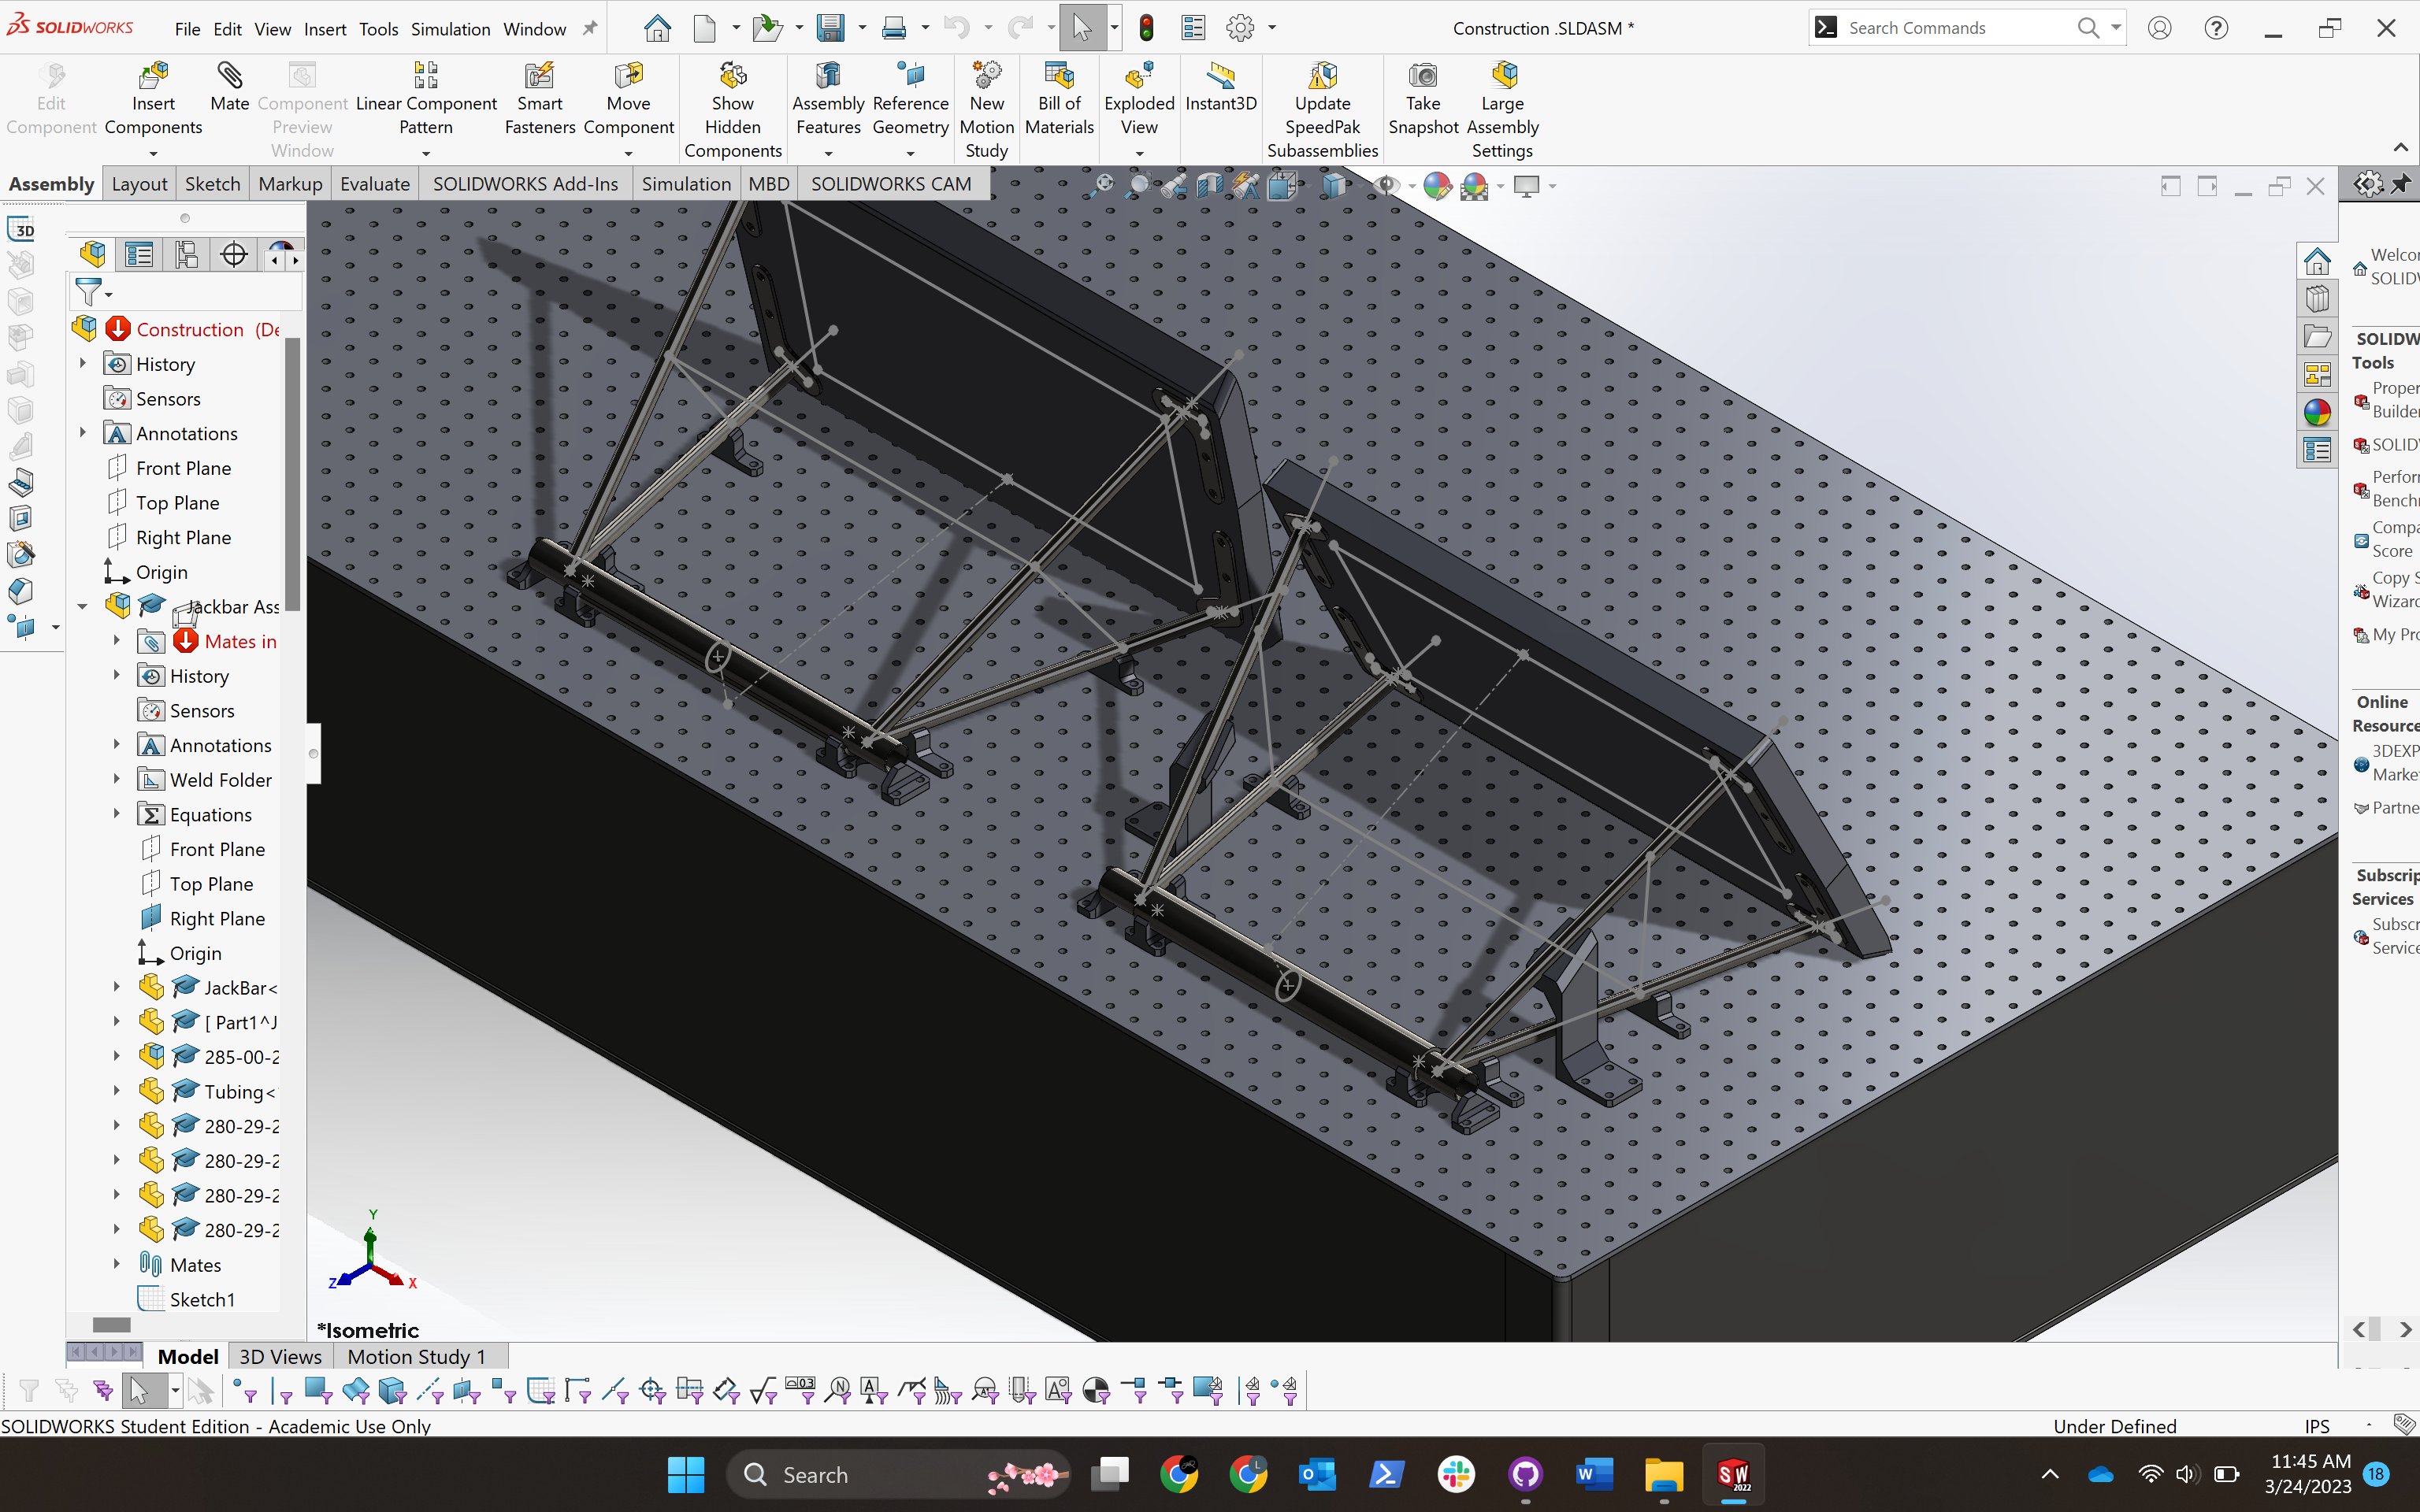 SOLIDWORKS File Edit View Insert Tools Simulation Window
Construction .SLDASM *
Search Commands
Edit Component
Insert Components
Mate
Component Preview Window
Linear Component Pattern
Smart Fasteners
Move Component
Show Hidden Components
Assembly Features
Reference Geometry
New Motion Study
Bill of Materials
Exploded View
Instant3D
Update SpeedPak Subassemblies
Take Snapshot
Large Assembly Settings
Assembly Layout Sketch Markup Evaluate SOLIDWORKS Add-Ins Simulation MBD SOLIDWORKS CAM
3D
Construction (De
History
Sensors
Annotations
Front Plane
Top Plane
Right Plane
Origin
Jackbar Ass
Mates in
History
Sensors
Annotations
Weld Folder
Equations
Front Plane
Top Plane
Right Plane
Origin
JackBar<
[ Part1^J
285-00-2
Tubing<
280-29-2
280-29-2
280-29-2
280-29-2
Mates
Sketch1
Y
Z
X
*Isometric
Welcor
SOLIDW
SOLIDW
Tools
Proper
Builde
SOLIDW
Perfor
Bench
Compa
Score
Copy S
Wizard
My Pro
Online
Resource
3DEXP
Marke
Partne
Subscrip
Services
Subscr
Service
Model 3D Views Motion Study 1
SOLIDWORKS Student Edition - Academic Use Only
Under Defined
IPS
Search
SW
2022
11:45 AM
3/24/2023
18